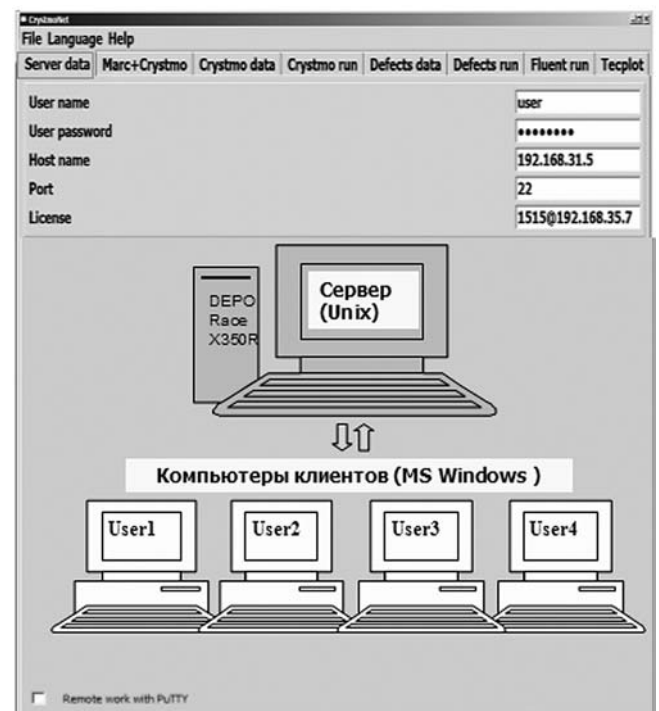 CrystmoNet
File Language Help
Server data Marc+Crystmo Crystmo data Crystmo run Defects data Defects run Fluent run Tecplot
User name user
User password ••••••••
Host name 192.168.31.5
Port 22
License 1515@192.168.35.7
DEPO
Race
X350R
Сервер
(Unix)
Компьютеры клиентов (MS Windows )
User1 User2 User3 User4
Remote work with PuTTY